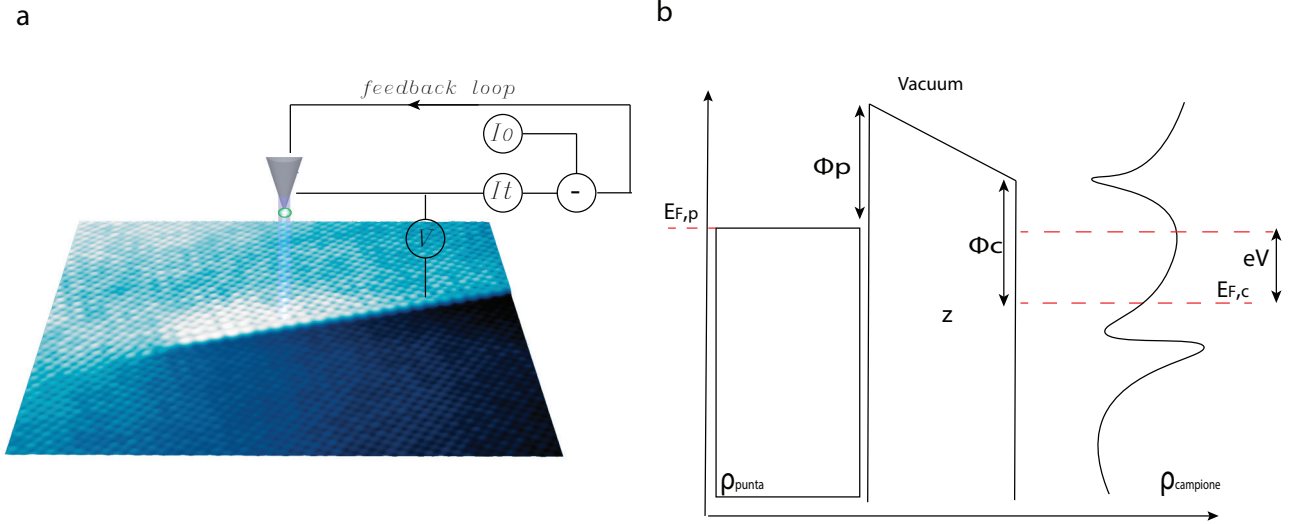 a
feedback loop
I0
It
-
V
b
Vacuum
Φp
EF,p
Φc
eV
EF,c
z
ρpunta
ρcampione